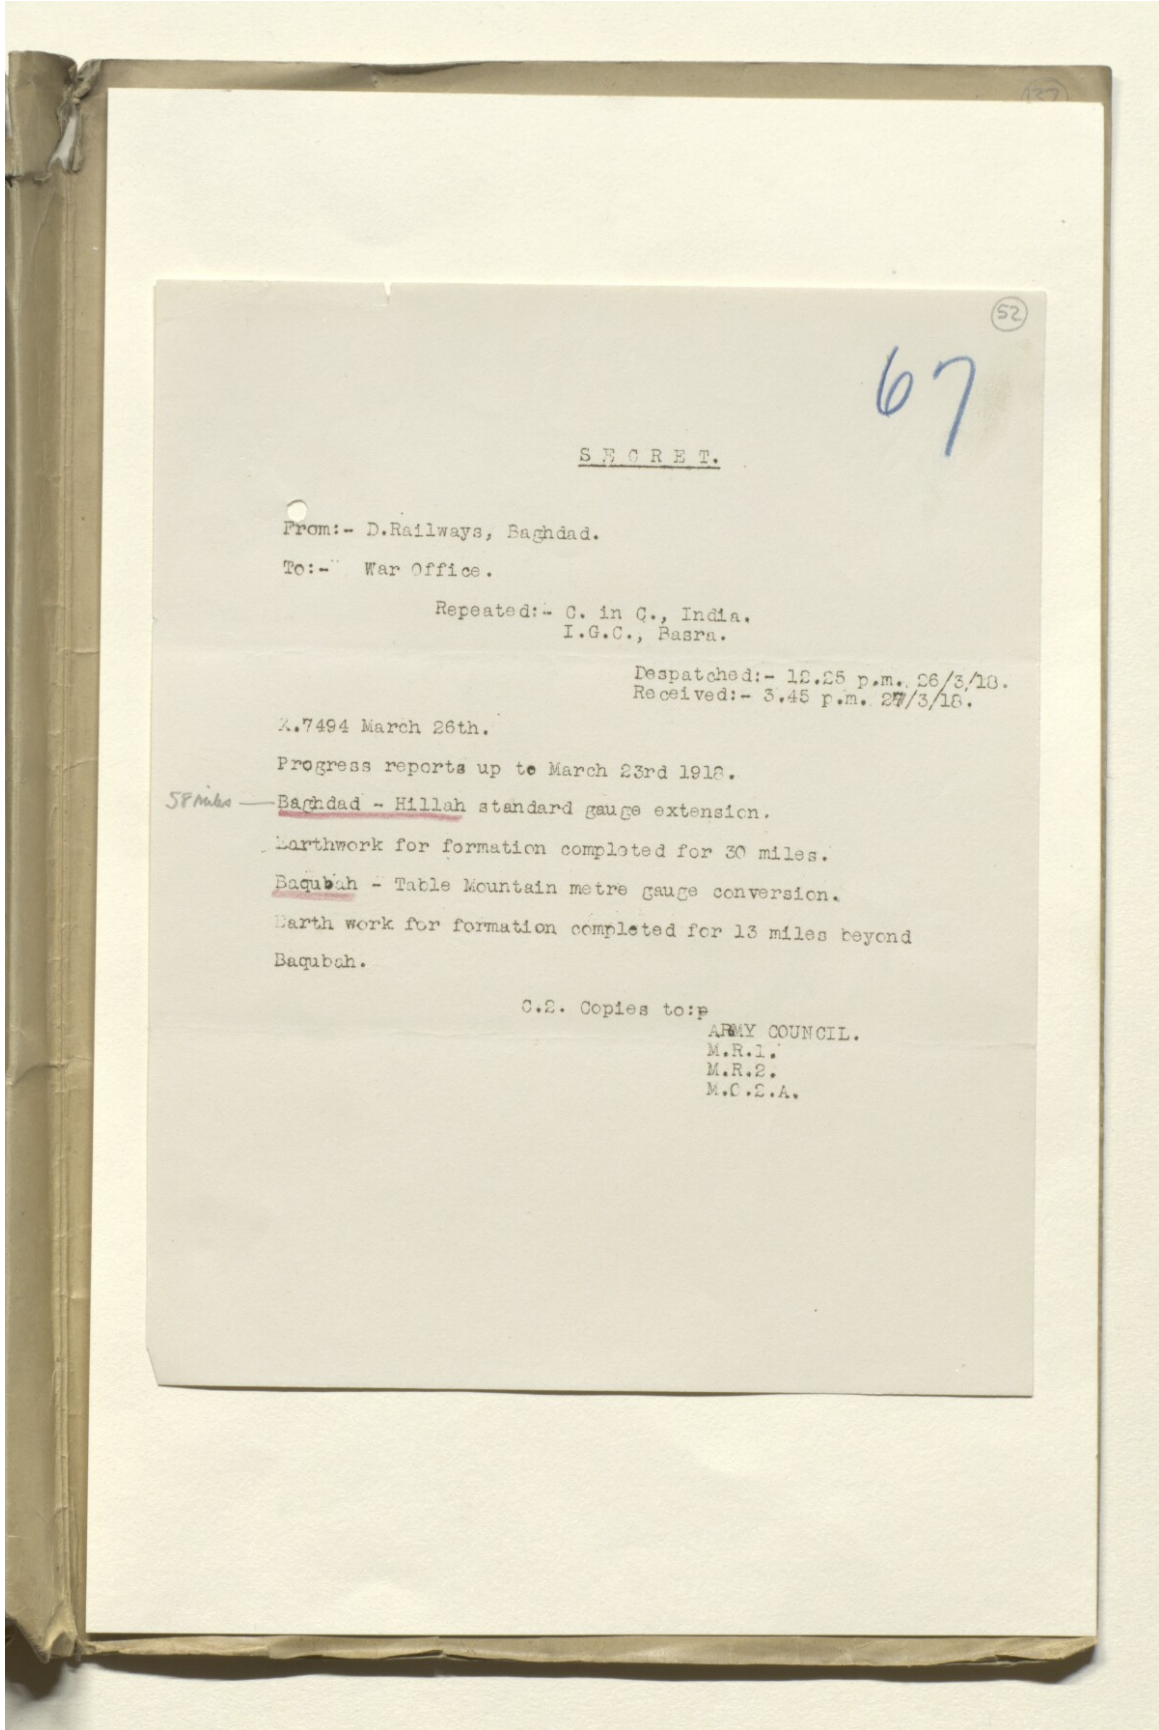 137
52
67
S E C R E T.
From:- D.Railways, Baghdad.
To:- War Office.
Repeated:- C. in C., India.
I.G.C., Basra.
Despatched:- 12.25 p.m. 26/3/18.
Received:- 3.45 p.m. 27/3/18.
X.7494 March 26th.
Progress reports up to March 23rd 1918.
58 miles — Baghdad - Hillah standard gauge extension.
Earthwork for formation completed for 30 miles.
Baqubah - Table Mountain metre gauge conversion.
Earth work for formation completed for 13 miles beyond
Baqubah.
C.2. Copies to:p
ARMY COUNCIL.
M.R.1.
M.R.2.
M.O.2.A.